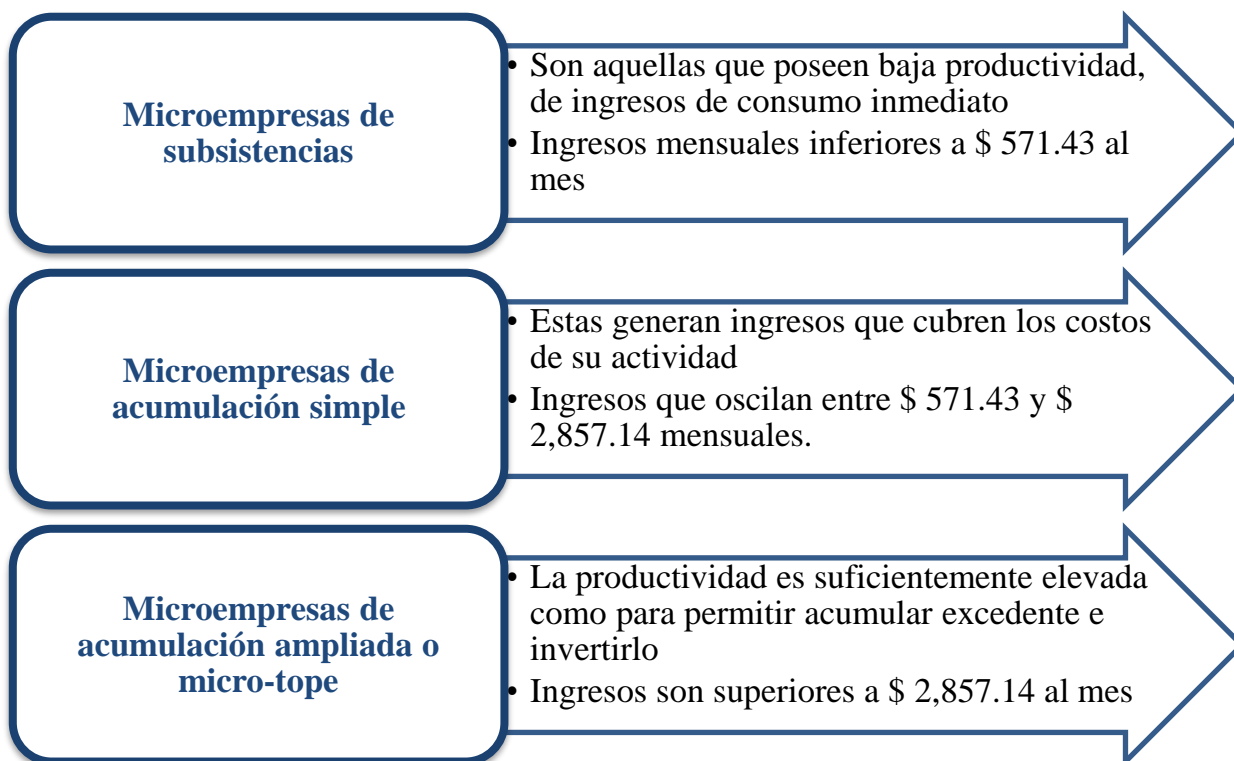 Microempresas de
subsistencias
• Son aquellas que poseen baja productividad,
de ingresos de consumo inmediato
• Ingresos mensuales inferiores a $ 571.43 al
mes
Microempresas de
acumulación simple
• Estas generan ingresos que cubren los costos
de su actividad
• Ingresos que oscilan entre $ 571.43 y $
2,857.14 mensuales.
Microempresas de
acumulación ampliada o
micro-tope
• La productividad es suficientemente elevada
como para permitir acumular excedente e
invertirlo
• Ingresos son superiores a $ 2,857.14 al mes